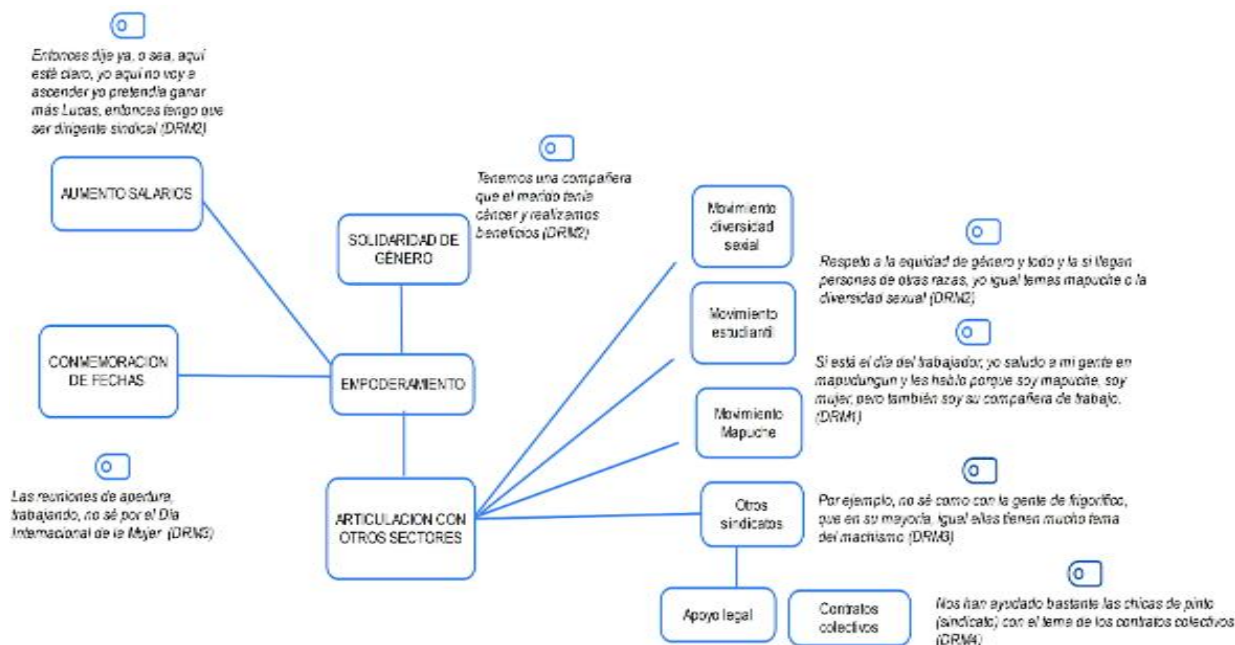 Entonces dije ya, o sea, aquí
está claro, yo aquí no voy a
ascender yo pretendía ganar
más Lucas, entonces tengo que
ser dirigente sindical (DRM2)
AUMENTO SALARIOS
SOLIDARIDAD DE
GÉNERO
Tenemos una compañera
que el marido tenía
cáncer y realizamos
beneficios (DRM2)
CONMEMORACION
DE FECHAS
EMPODERAMIENTO
Las reuniones de apertura,
trabajando, no sé por el Día
Internacional de la Mujer (DRM3)
ARTICULACION CON
OTROS SECTORES
Movimiento
diversidad
sexial
Respeto a la equidad de género y todo y la si llegan
personas de otras razas, yo igual temas mapuche o la
diversidad sexual (DRM2)
Movimiento
estudiantil
Si está el día del trabajador, yo saludo a mi gente en
mapudungun y les hablo porque soy mapuche, soy
mujer, pero también soy su compañera de trabajo.
(DRM1)
Movimiento
Mapuche
Otros
sindicatos
Por ejemplo, no sé como con la gente de frigorífico,
que en su mayoría, igual ellas tienen mucho tema
del machismo (DRM3)
Apoyo legal
Contratos
colectivos
Nos han ayudado bastante las chicas de pinto
(sindicato) con el tema de los contratos colectivos
(DRM4)